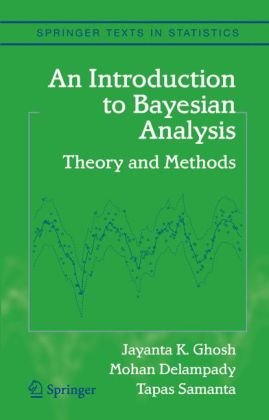 SPRINGER TEXTS IN STATISTICS
An Introduction
to Bayesian
Analysis
Theory and Methods
Jayanta K. Ghosh
Mohan Delampady
Tapas Samanta
Springer